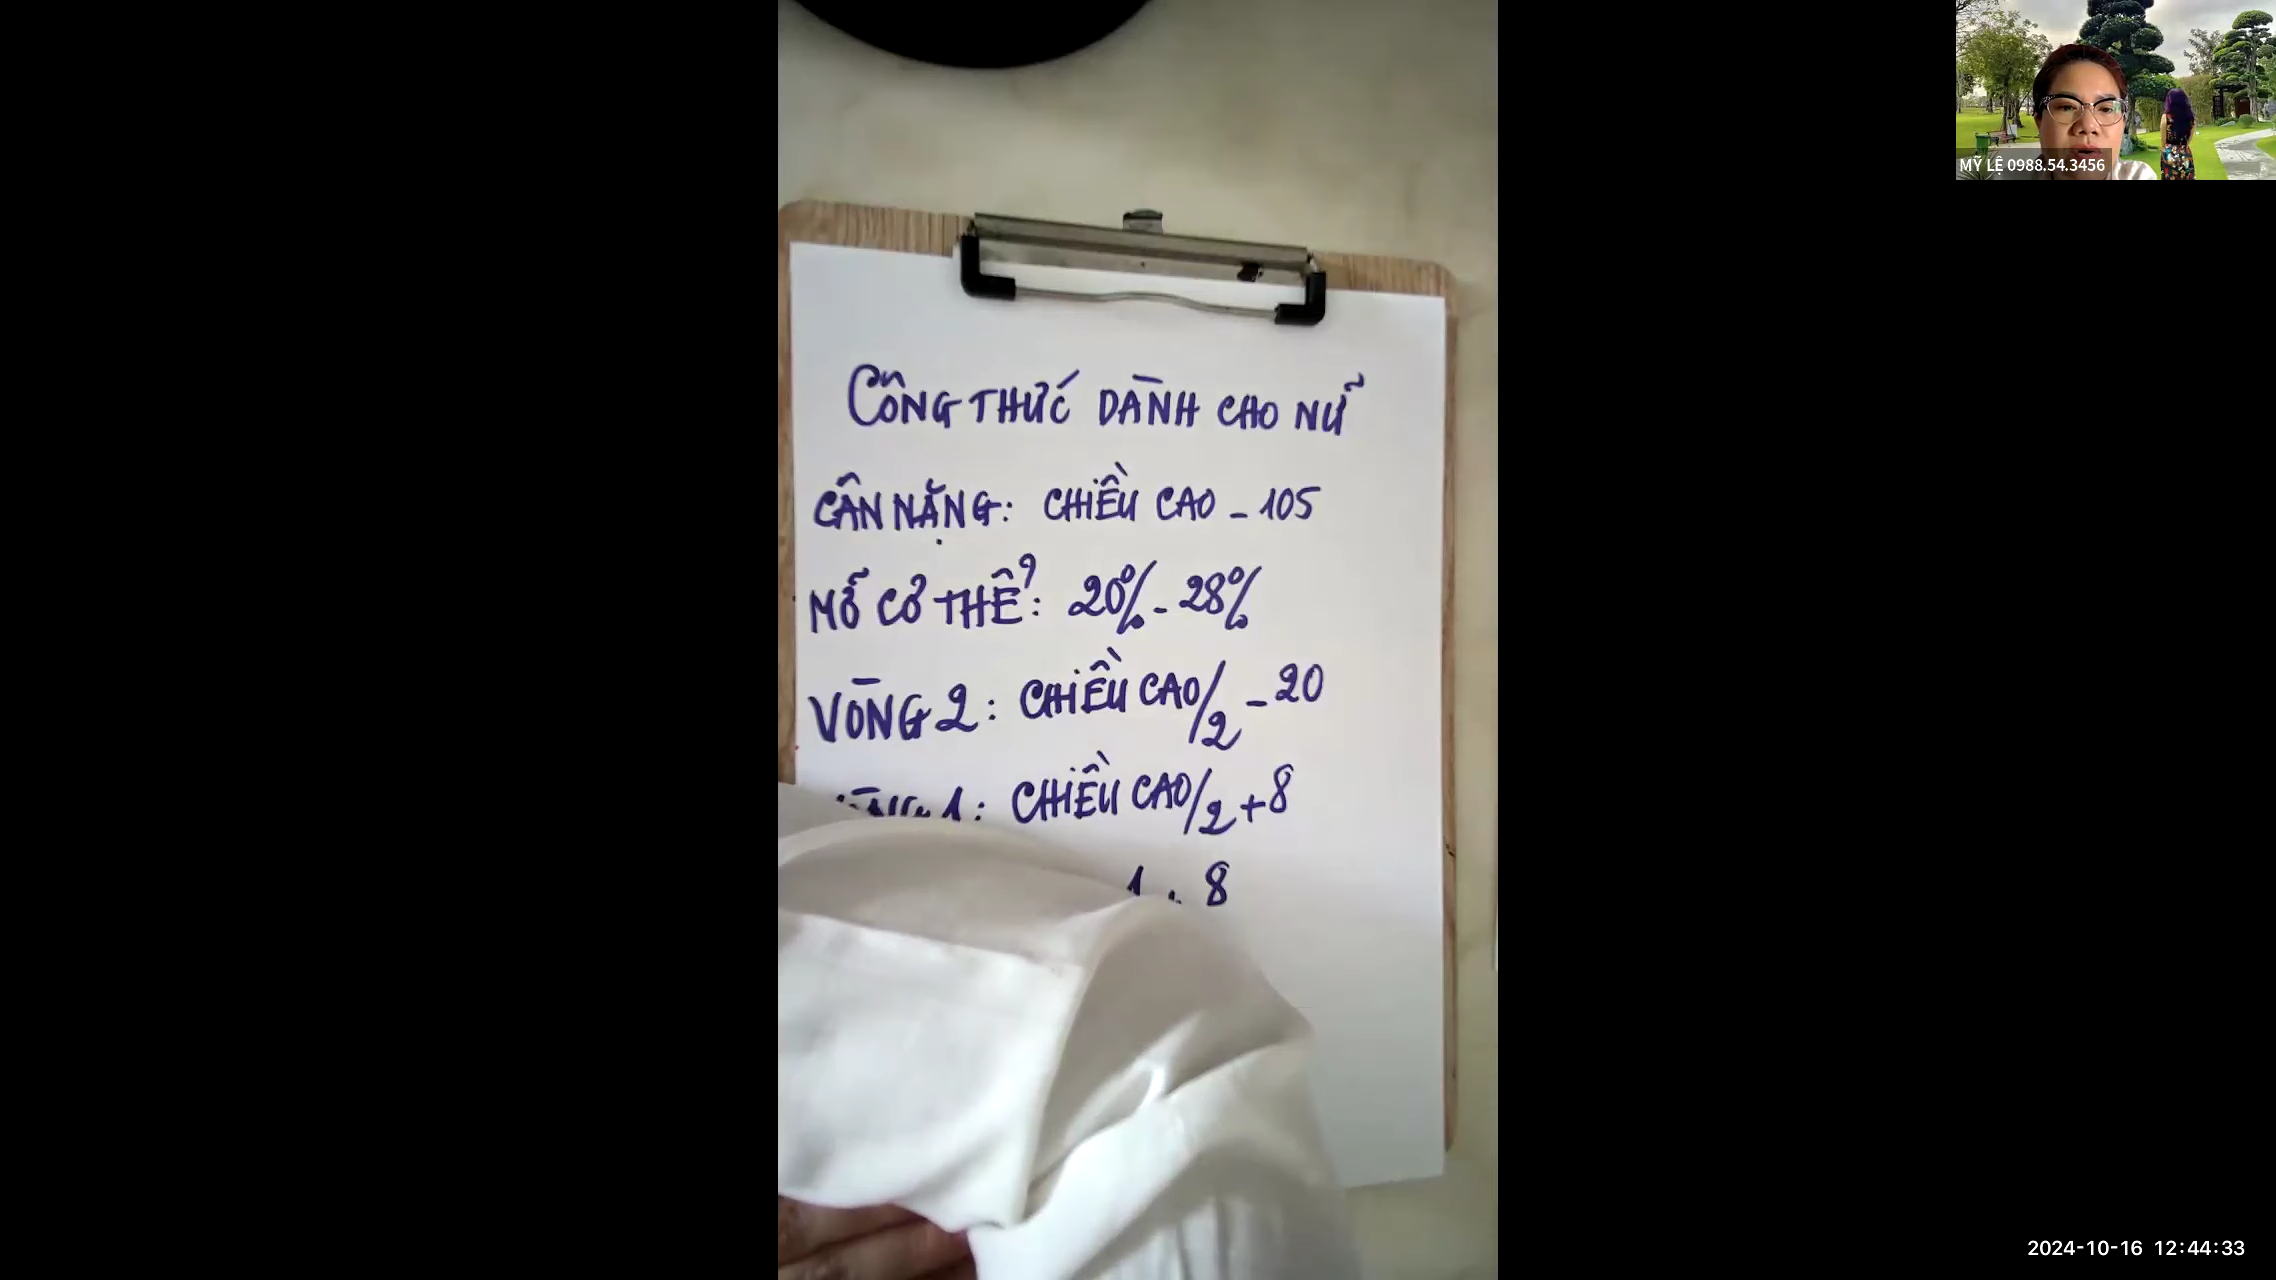 CÔNG THỨC DÀNH CHO NỮ
CÂN NẶNG: CHIỀU CAO - 105
MỠ CƠ THỂ: 20% - 28%
VÒNG 2: CHIỀU CAO/2 - 20
1: CHIỀU CAO/2 + 8
8
MỸ LỆ 0988.54.3456
2024-10-16 12:44:33